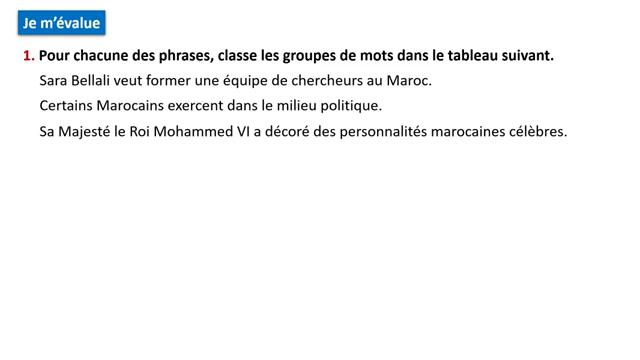 Je m'évalue
1. Pour chacune des phrases, classe les groupes de mots dans le tableau suivant.
Sara Bellali veut former une équipe de chercheurs au Maroc.
Certains Marocains exercent dans le milieu politique.
Sa Majesté le Roi Mohammed VI a décoré des personnalités marocaines célèbres.